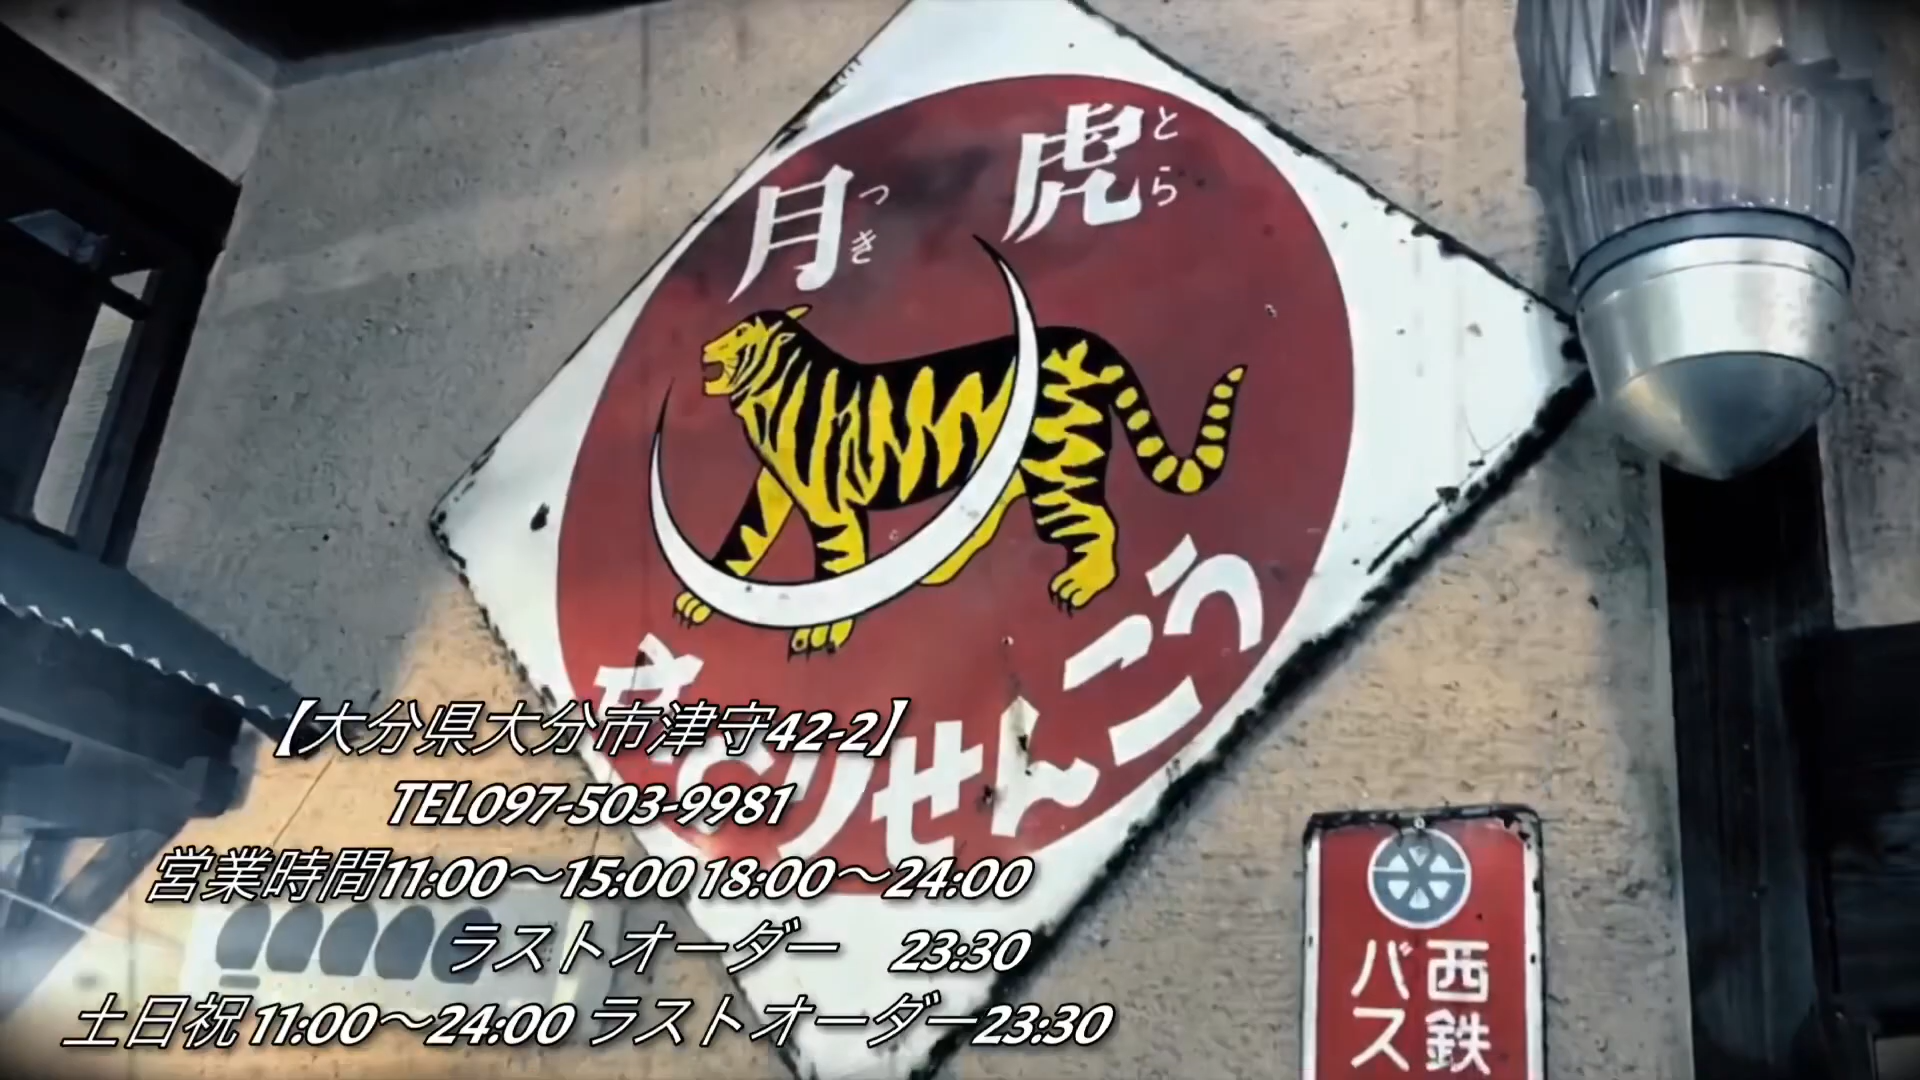 月 虎
つき とら
かとりせんこう
【大分県大分市津守42-2】
TEL097-503-9981
営業時間11:00〜15:00 18:00〜24:00
ラストオーダー　23:30
土日祝 11:00〜24:00 ラストオーダー23:30
西鉄
バス